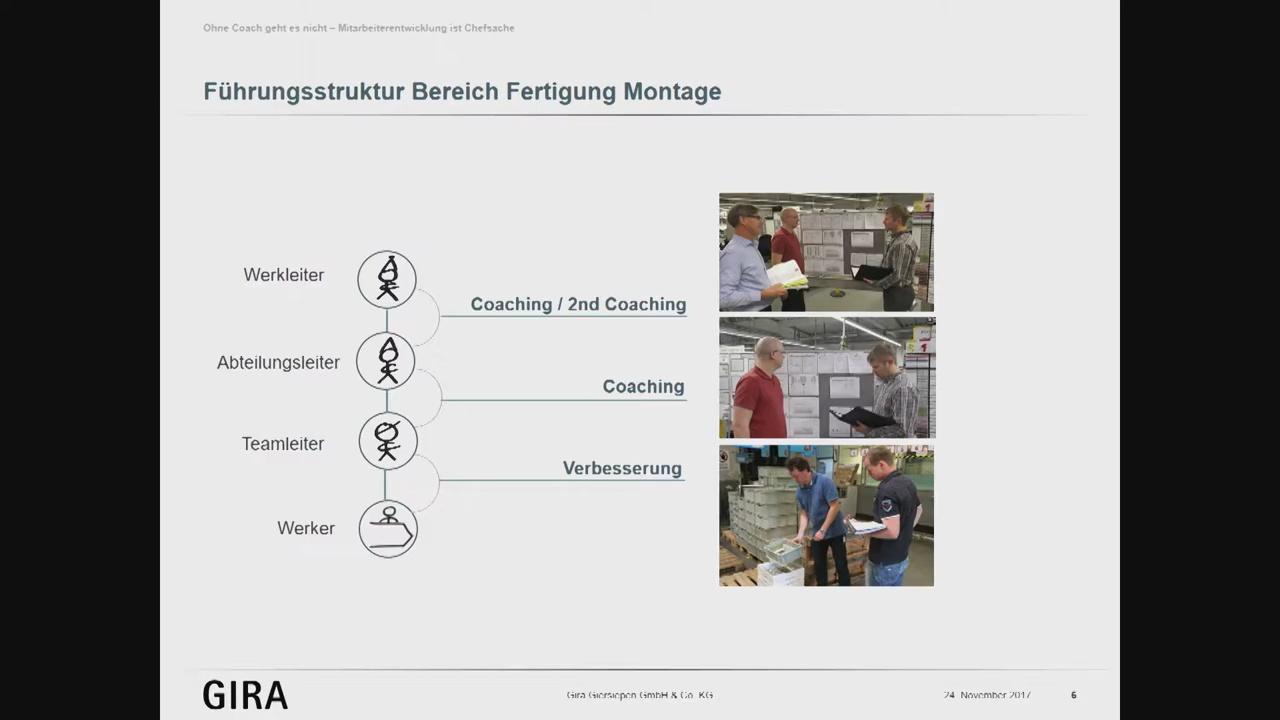 Ohne Coach geht es nicht – Mitarbeiterentwicklung ist Chefsache
Führungsstruktur Bereich Fertigung Montage
Werkleiter
Coaching / 2nd Coaching
Abteilungsleiter
Coaching
Teamleiter
Verbesserung
Werker
GIRA
Gira Giersiepen GmbH & Co. KG
24. November 2017
6